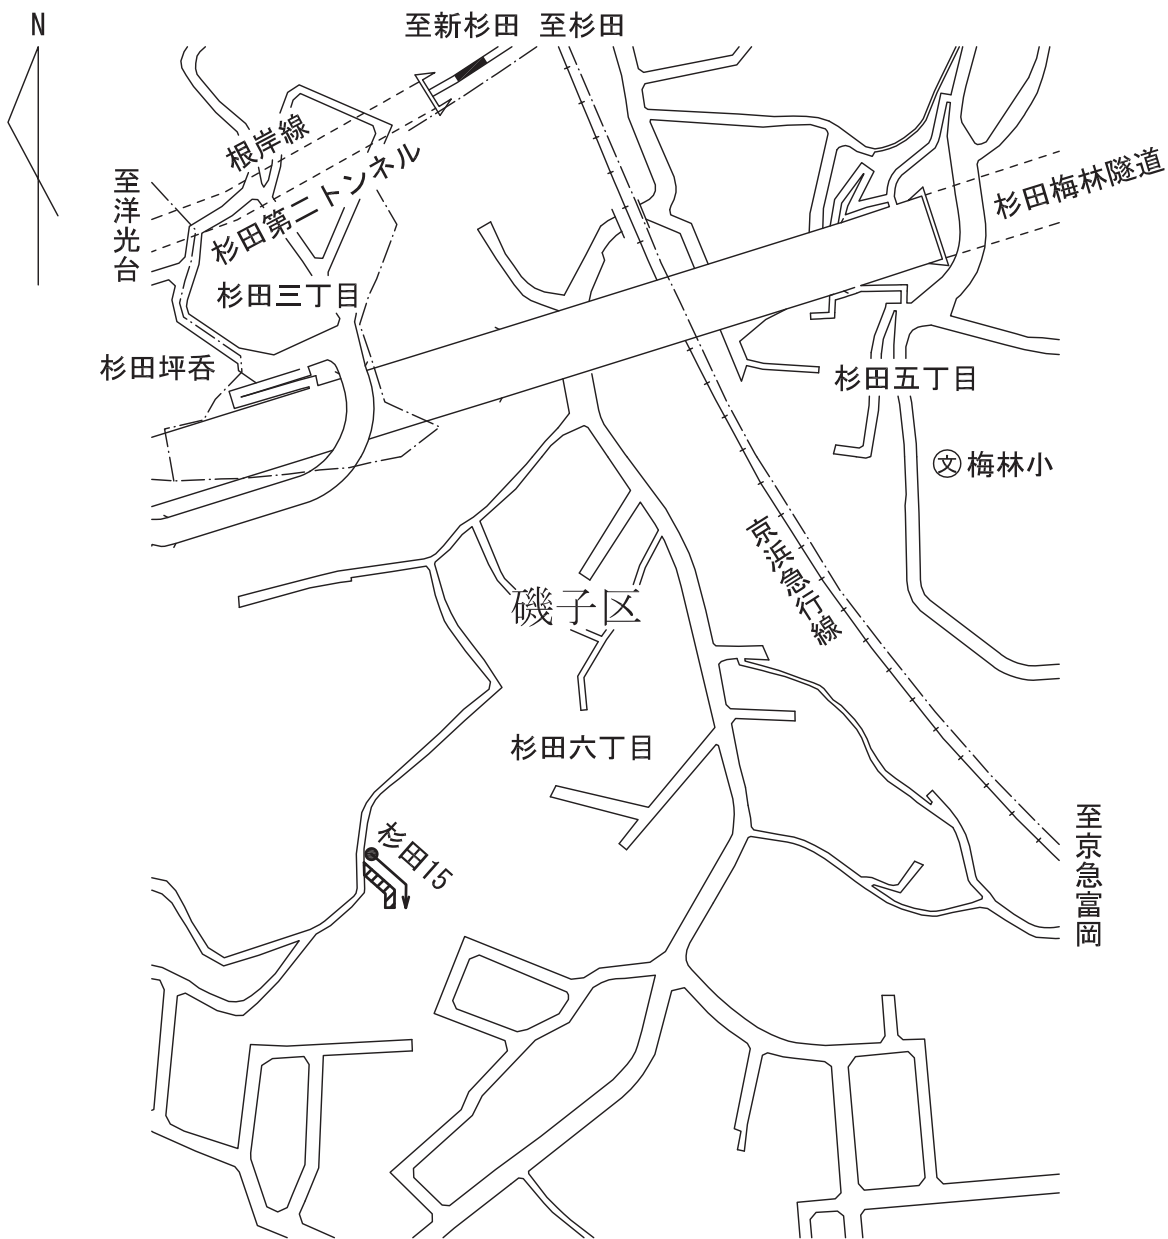 N
至新杉田
至杉田
根岸線
杉田第二トンネル
至洋光台
杉田梅林隧道
杉田三丁目
杉田坪呑
杉田五丁目
文
梅林小
京浜急行線
磯子区
杉田六丁目
杉田15
至京急富岡